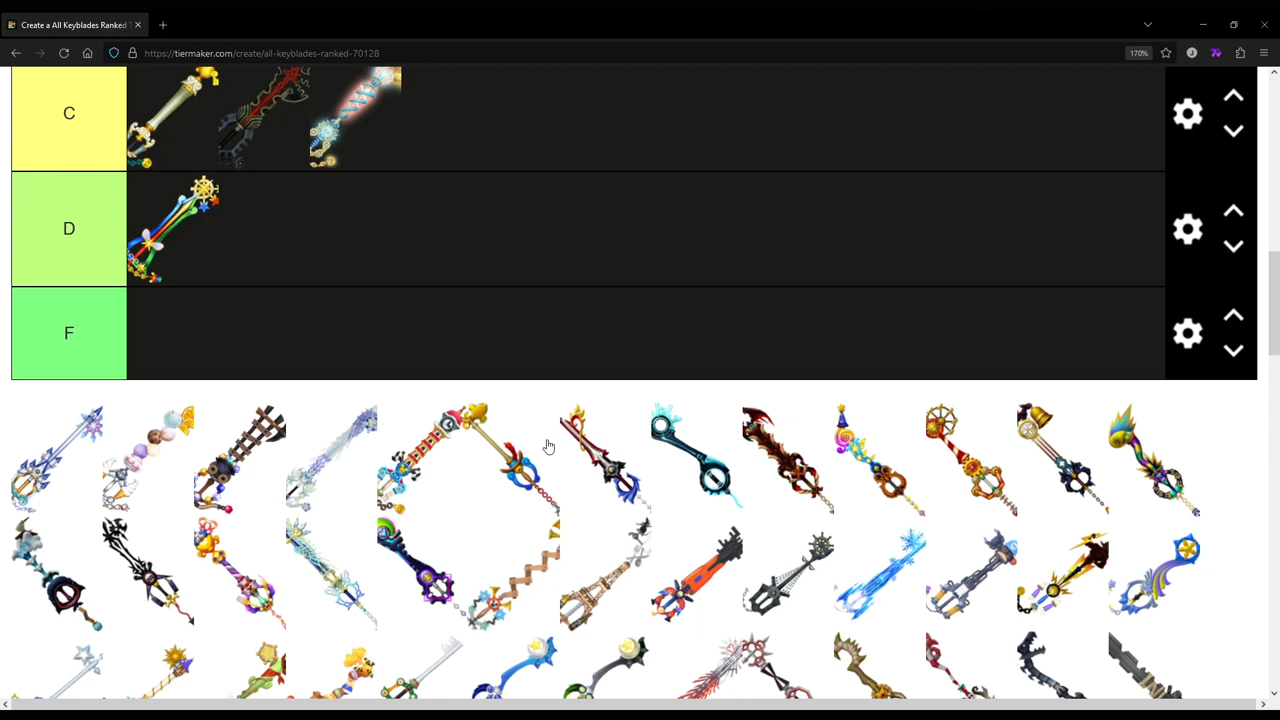 Create a All Keyblades Ranked T
https://tiermaker.com/create/all-keyblades-ranked-70128
170%
C
D
F